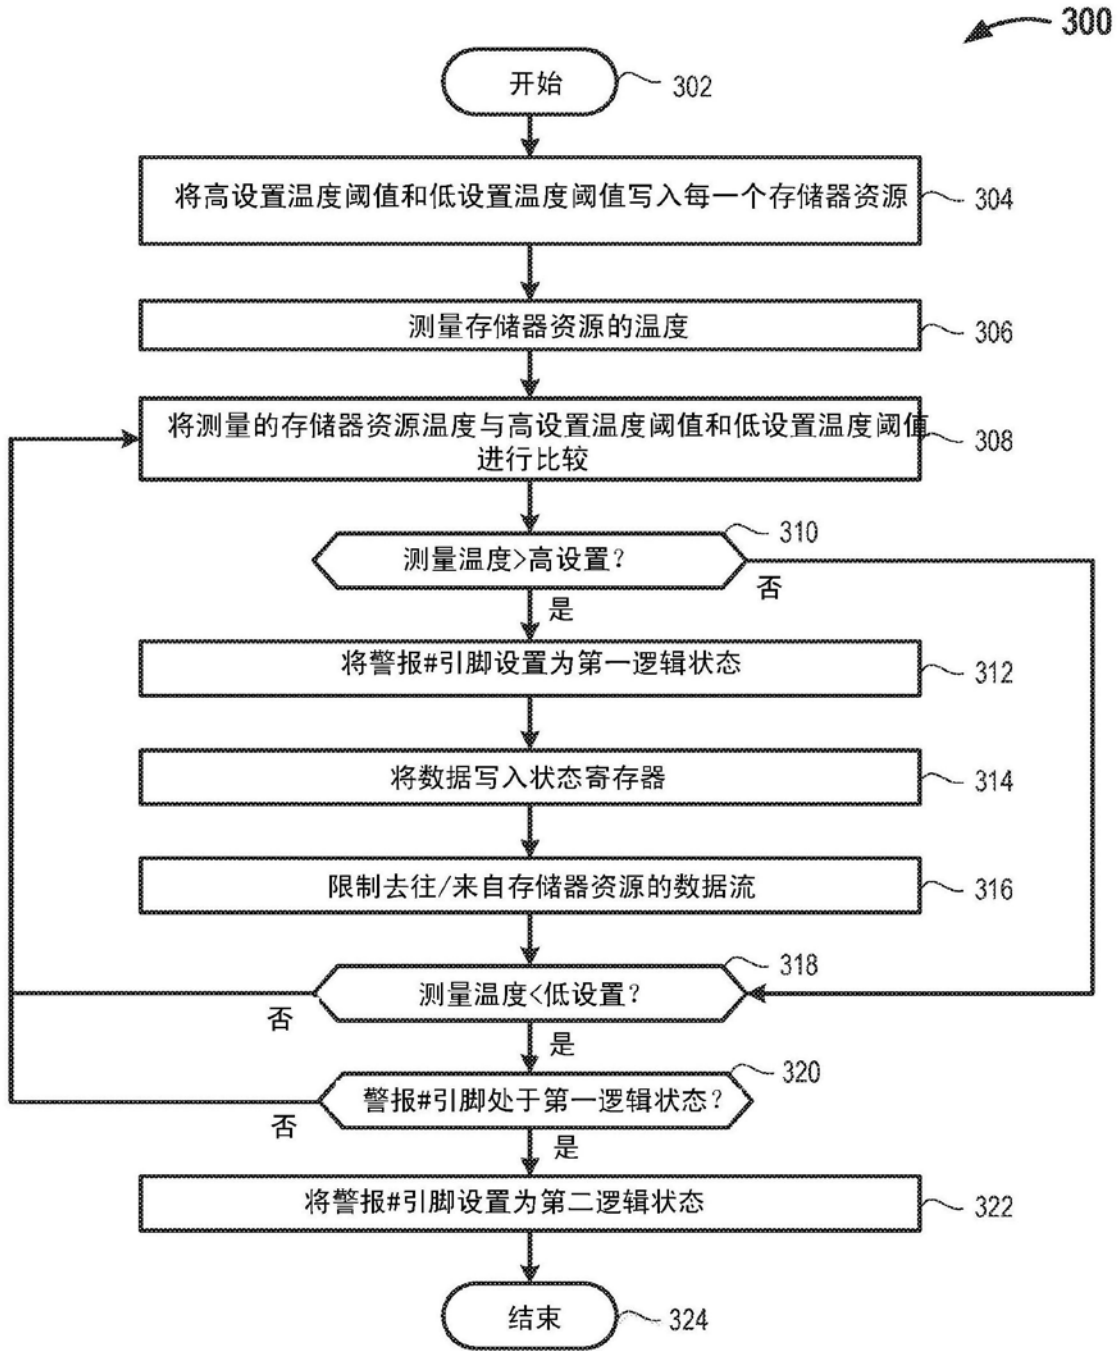 300
开始
302
将高设置温度阈值和低设置温度阈值写入每一个存储器资源
304
测量存储器资源的温度
306
将测量的存储器资源温度与高设置温度阈值和低设置温度阈值
进行比较
308
310
测量温度>高设置?
否
是
将警报#引脚设置为第一逻辑状态
312
将数据写入状态寄存器
314
限制去往/来自存储器资源的数据流
316
318
测量温度<低设置?
否
是
320
警报#引脚处于第一逻辑状态?
否
是
将警报#引脚设置为第二逻辑状态
322
结束
324